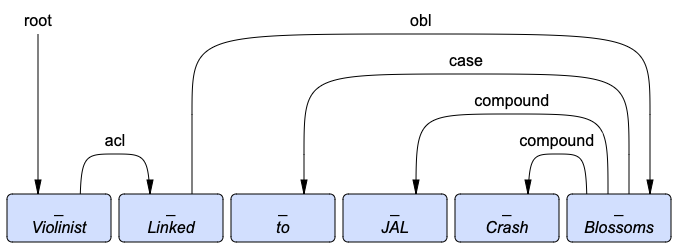 root
obl
case
compound
acl
compound
_ _ _ _ _ _
Violinist Linked to JAL Crash Blossoms